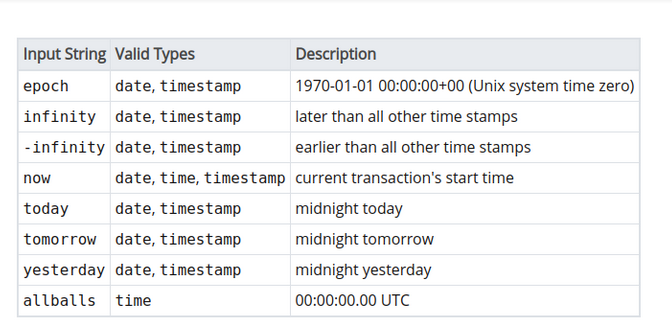 Input String Valid Types Description
epoch date, timestamp 1970-01-01 00:00:00+00 (Unix system time zero)
infinity date, timestamp later than all other time stamps
-infinity date, timestamp earlier than all other time stamps
now date, time, timestamp current transaction's start time
today date, timestamp midnight today
tomorrow date, timestamp midnight tomorrow
yesterday date, timestamp midnight yesterday
allballs time 00:00:00.00 UTC